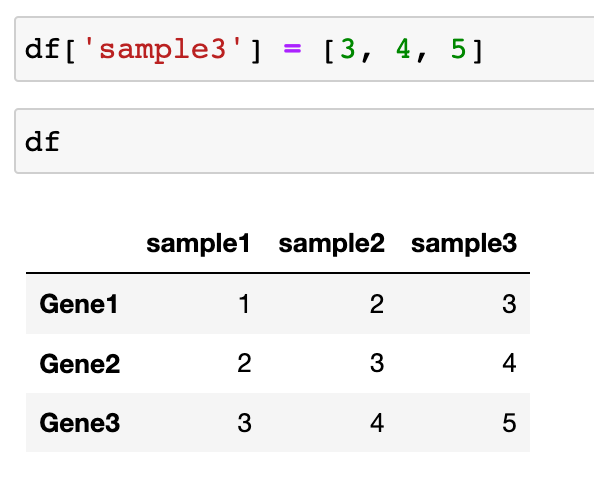 df['sample3'] = [3, 4, 5]
df
sample1 sample2 sample3
Gene1 1 2 3
Gene2 2 3 4
Gene3 3 4 5